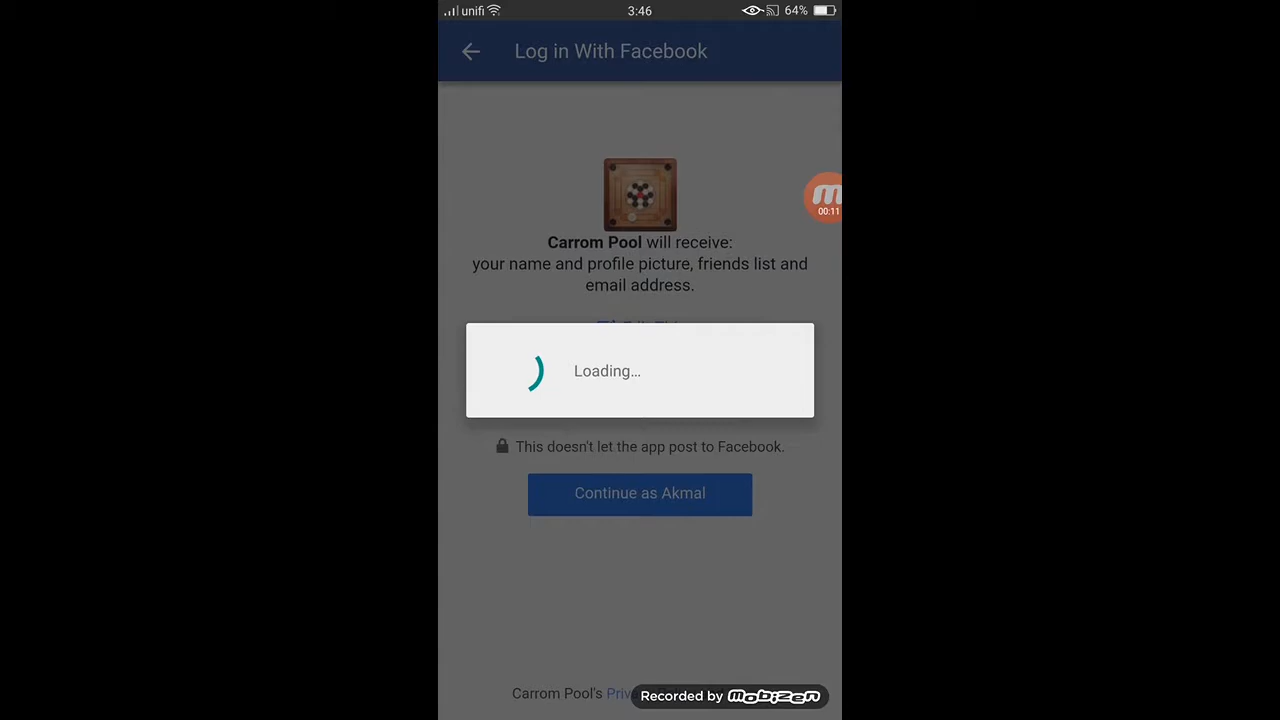 unifi 3:46 64%
Log in With Facebook
00:11
Carrom Pool will receive:
your name and profile picture, friends list and
email address.
Loading...
This doesn't let the app post to Facebook.
Continue as Akmal
Carrom Pool's
Recorded by mobizen